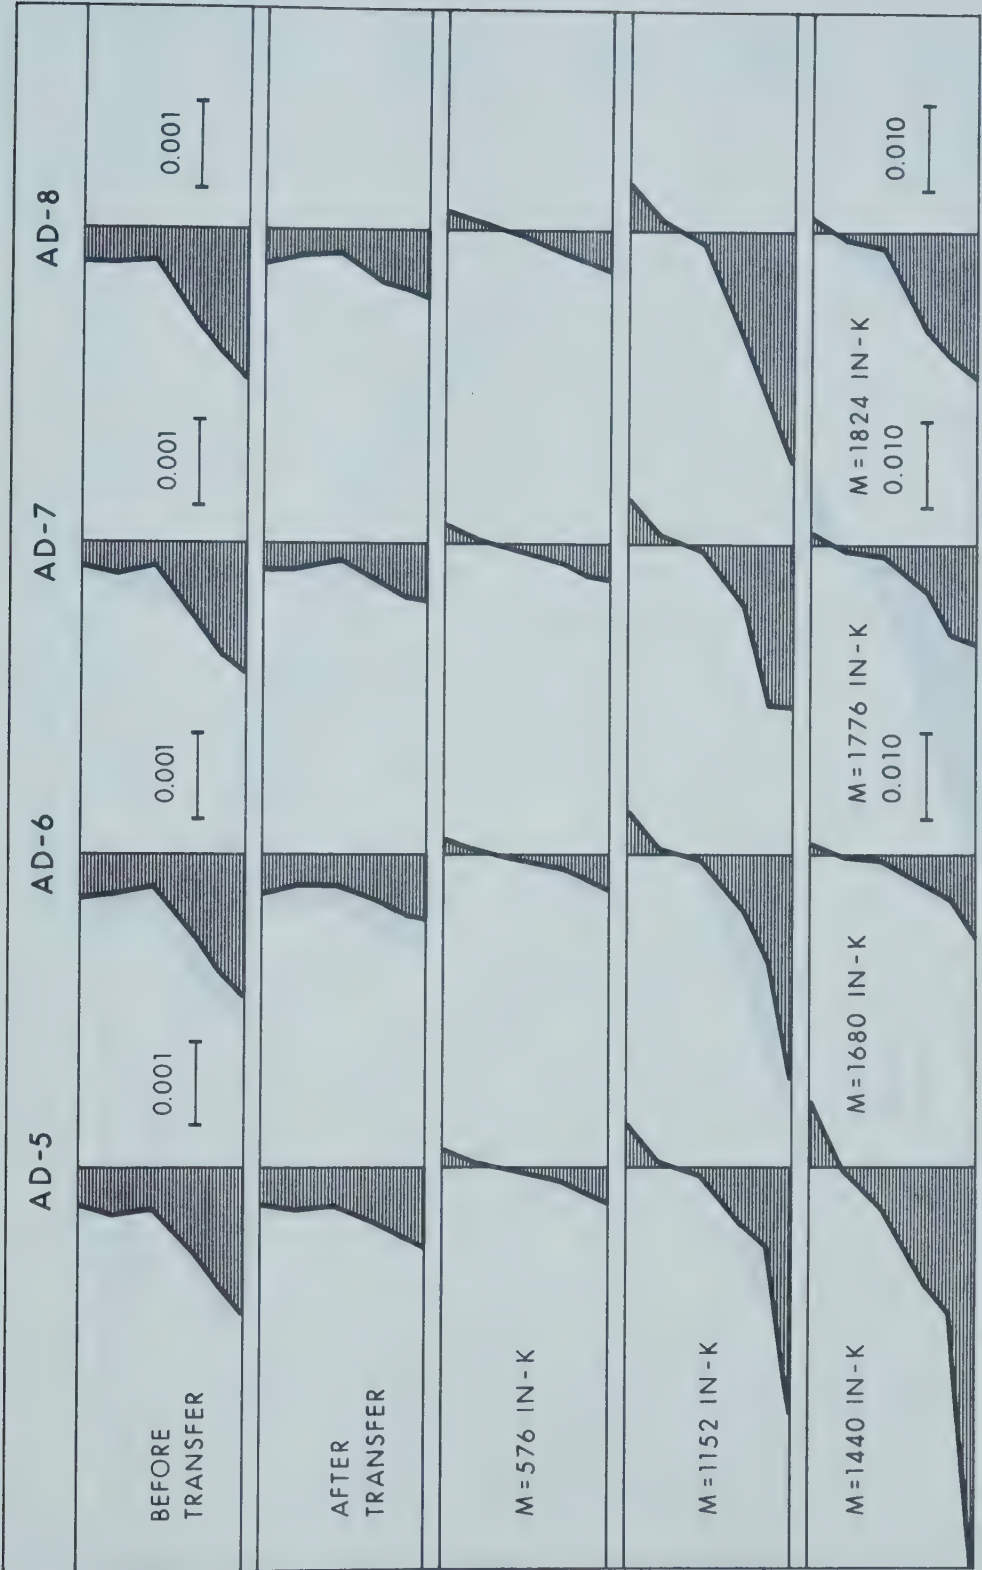 AD-5
AD-6
AD-7
AD-8
BEFORE
TRANSFER
0.001
0.001
0.001
0.001
AFTER
TRANSFER
M=576 IN-K
M=1152 IN-K
M=1440 IN-K
M=1680 IN-K
0.010
M=1776 IN-K
0.010
M=1824 IN-K
0.010